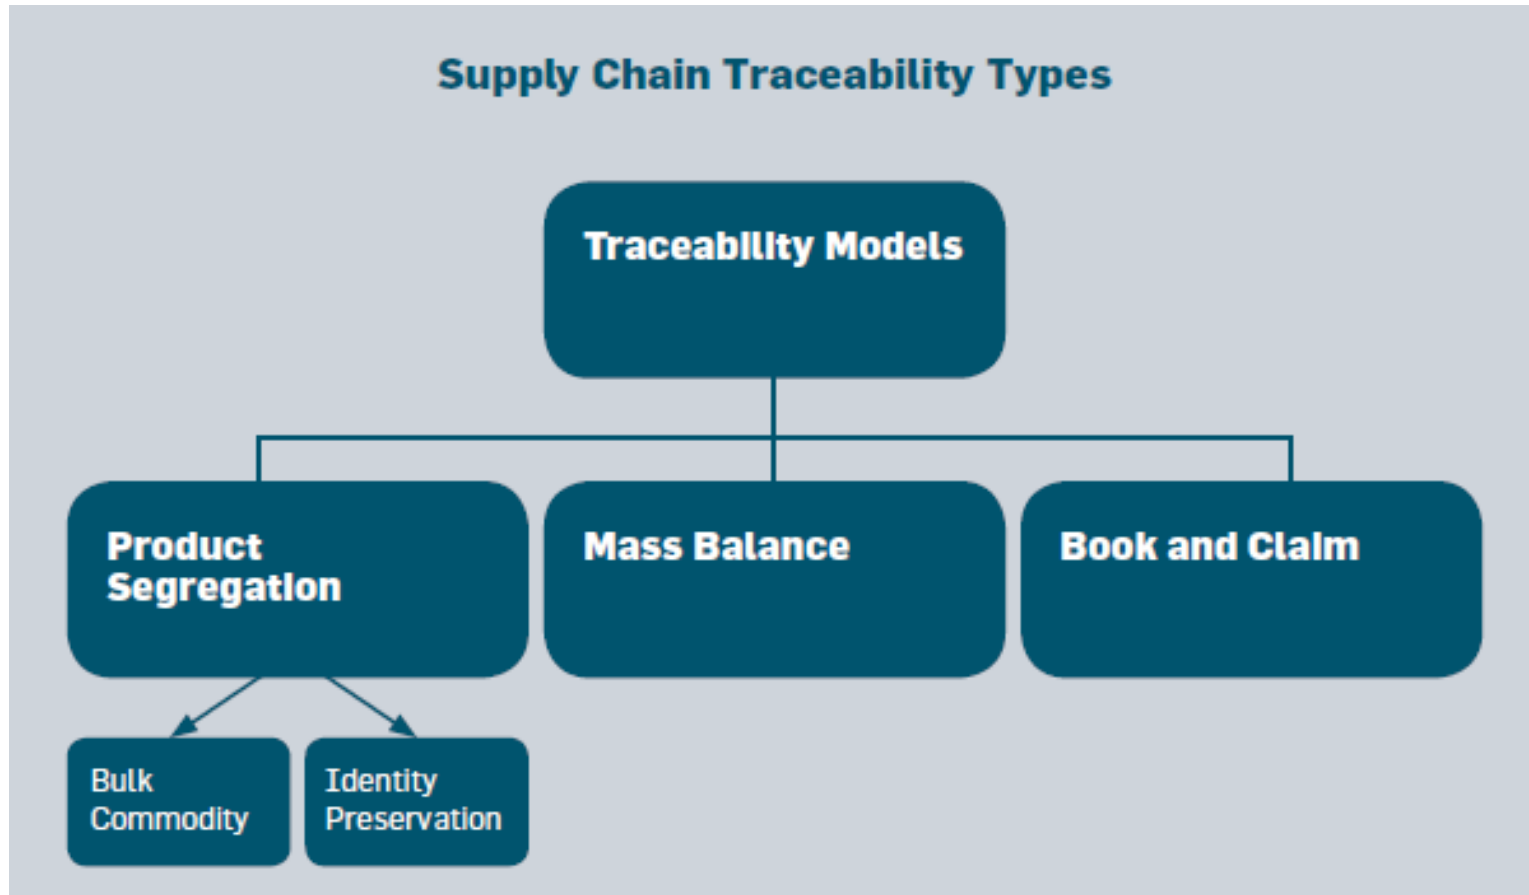 Supply Chain Traceability Types
Traceability Models
Product
Segregation
Mass Balance
Book and Claim
Bulk
Commodity
Identity
Preservation